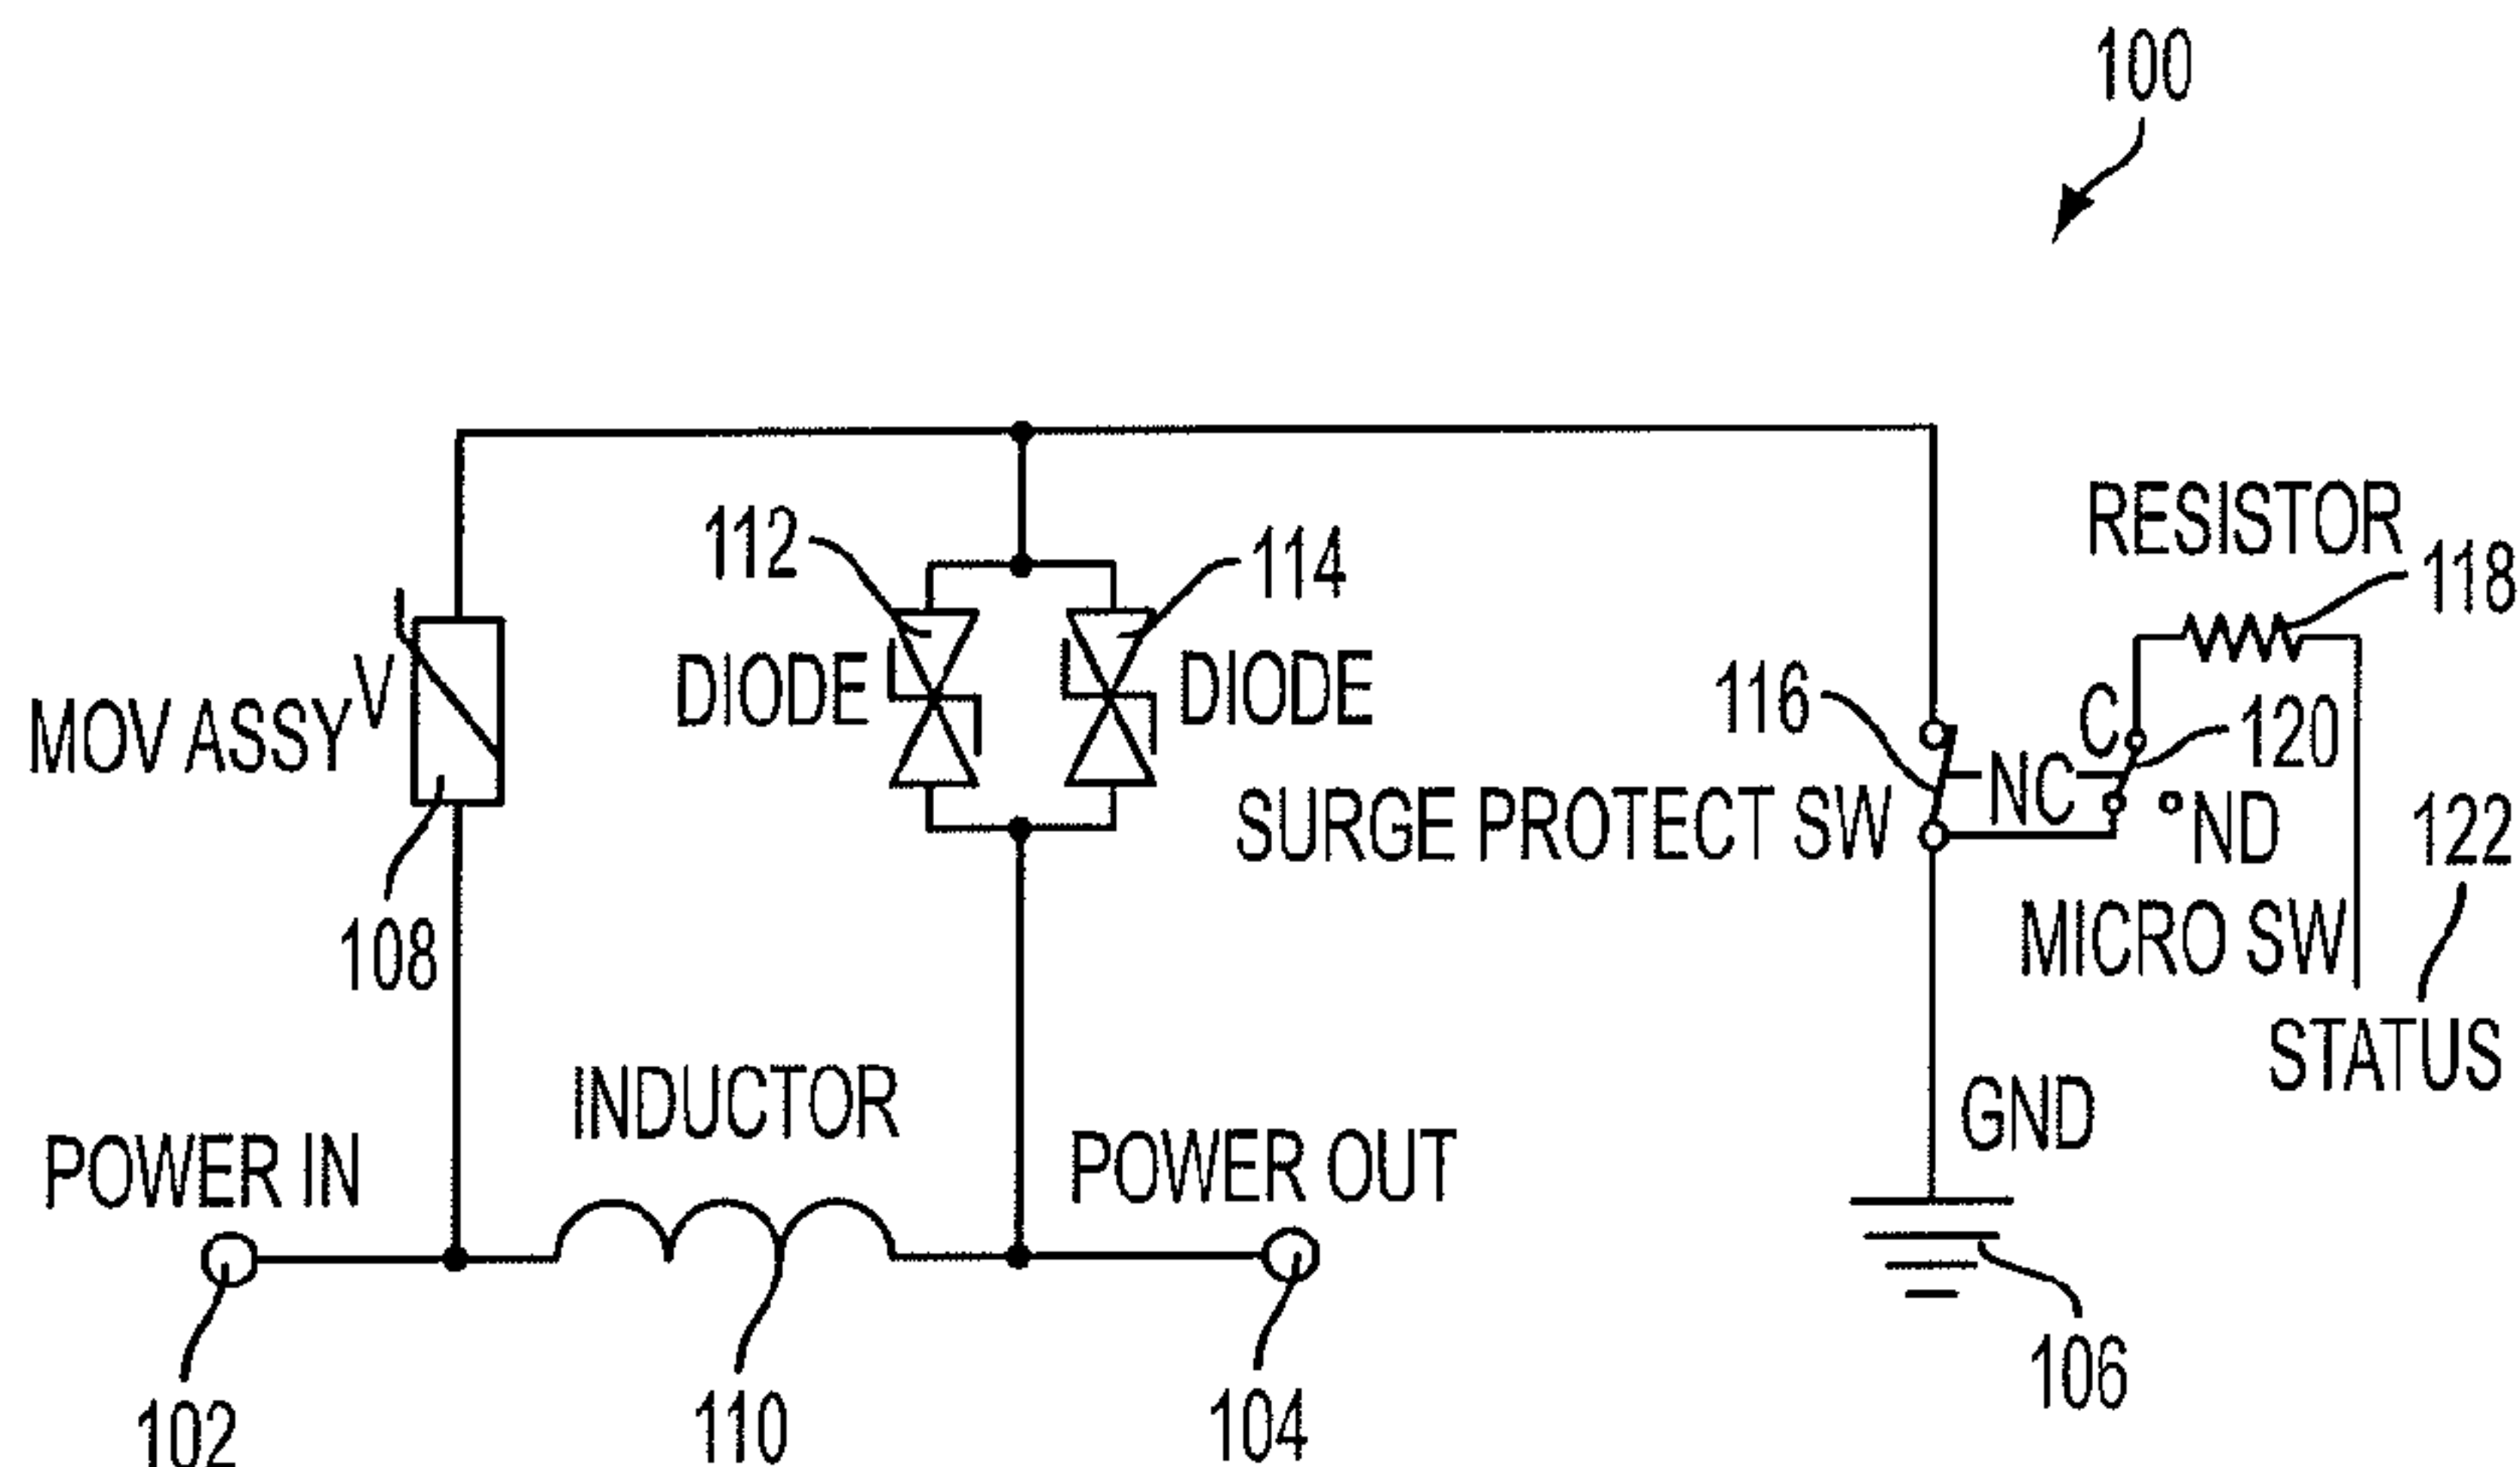 100
RESISTOR
112
114
118
DIODE
DIODE
116
C
120
MOV ASSY
V
NC
ND
SURGE PROTECT SW
122
108
MICRO SW
STATUS
INDUCTOR
GND
POWER IN
POWER OUT
106
102
110
104